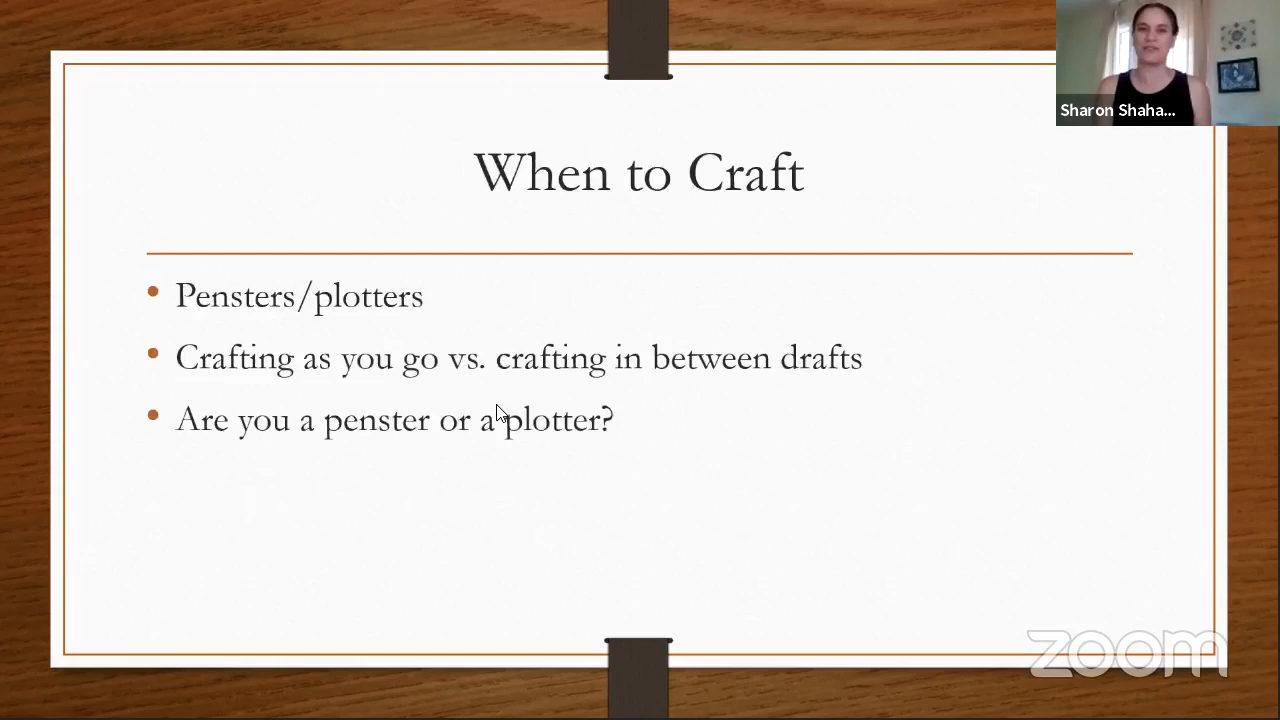 Sharon Shaha...
When to Craft
Pensters/plotters
Crafting as you go vs. crafting in between drafts
Are you a penster or a plotter?
zoom